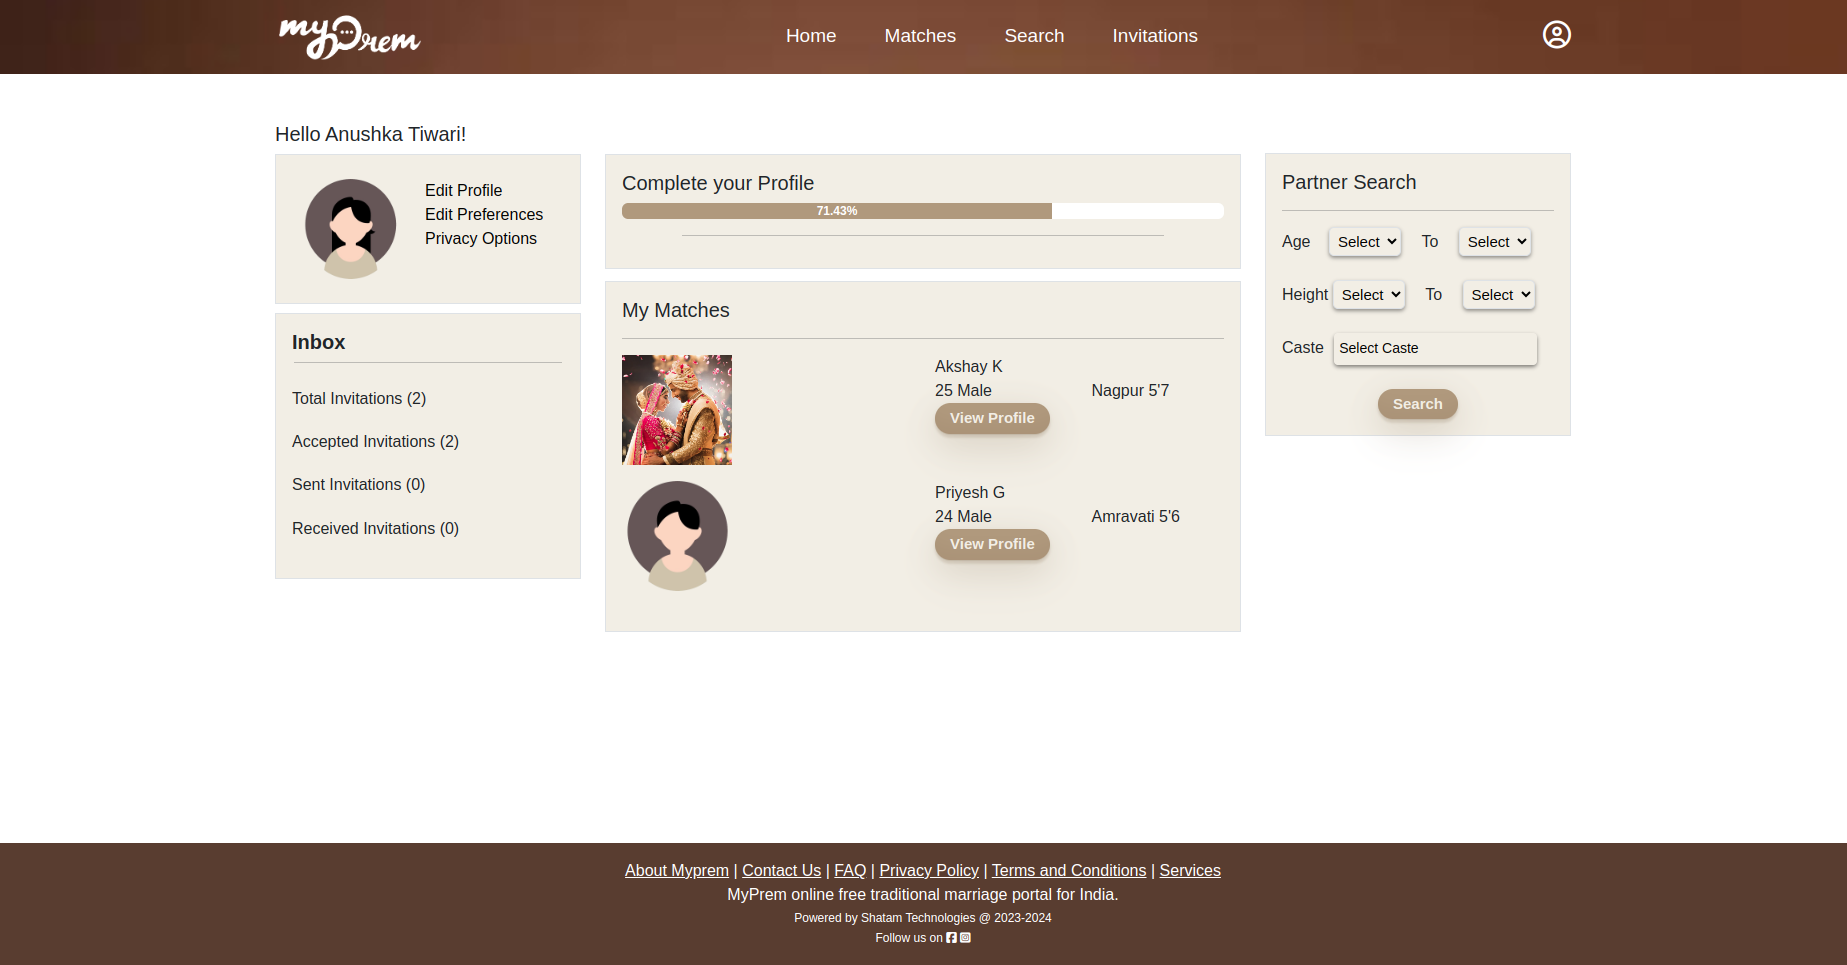 myPrem
Home Matches Search Invitations
Hello Anushka Tiwari!
Edit Profile
Edit Preferences
Privacy Options
Inbox
Total Invitations (2)
Accepted Invitations (2)
Sent Invitations (0)
Received Invitations (0)
Complete your Profile
71.43%
My Matches
Akshay K
25 Male Nagpur 5'7
View Profile
Priyesh G
24 Male Amravati 5'6
View Profile
Partner Search
Age Select To Select
Height Select To Select
Caste Select Caste
Search
About Myprem | Contact Us | FAQ | Privacy Policy | Terms and Conditions | Services
MyPrem online free traditional marriage portal for India.
Powered by Shatam Technologies @ 2023-2024
Follow us on